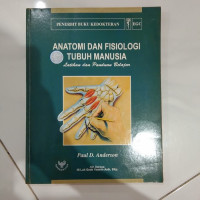 PENERBIT BUKU KEDOKTERAN EGC
ANATOMI DAN FISIOLOGI
TUBUH MANUSIA
Latihan dan Panduan Belajar
Paul D. Anderson